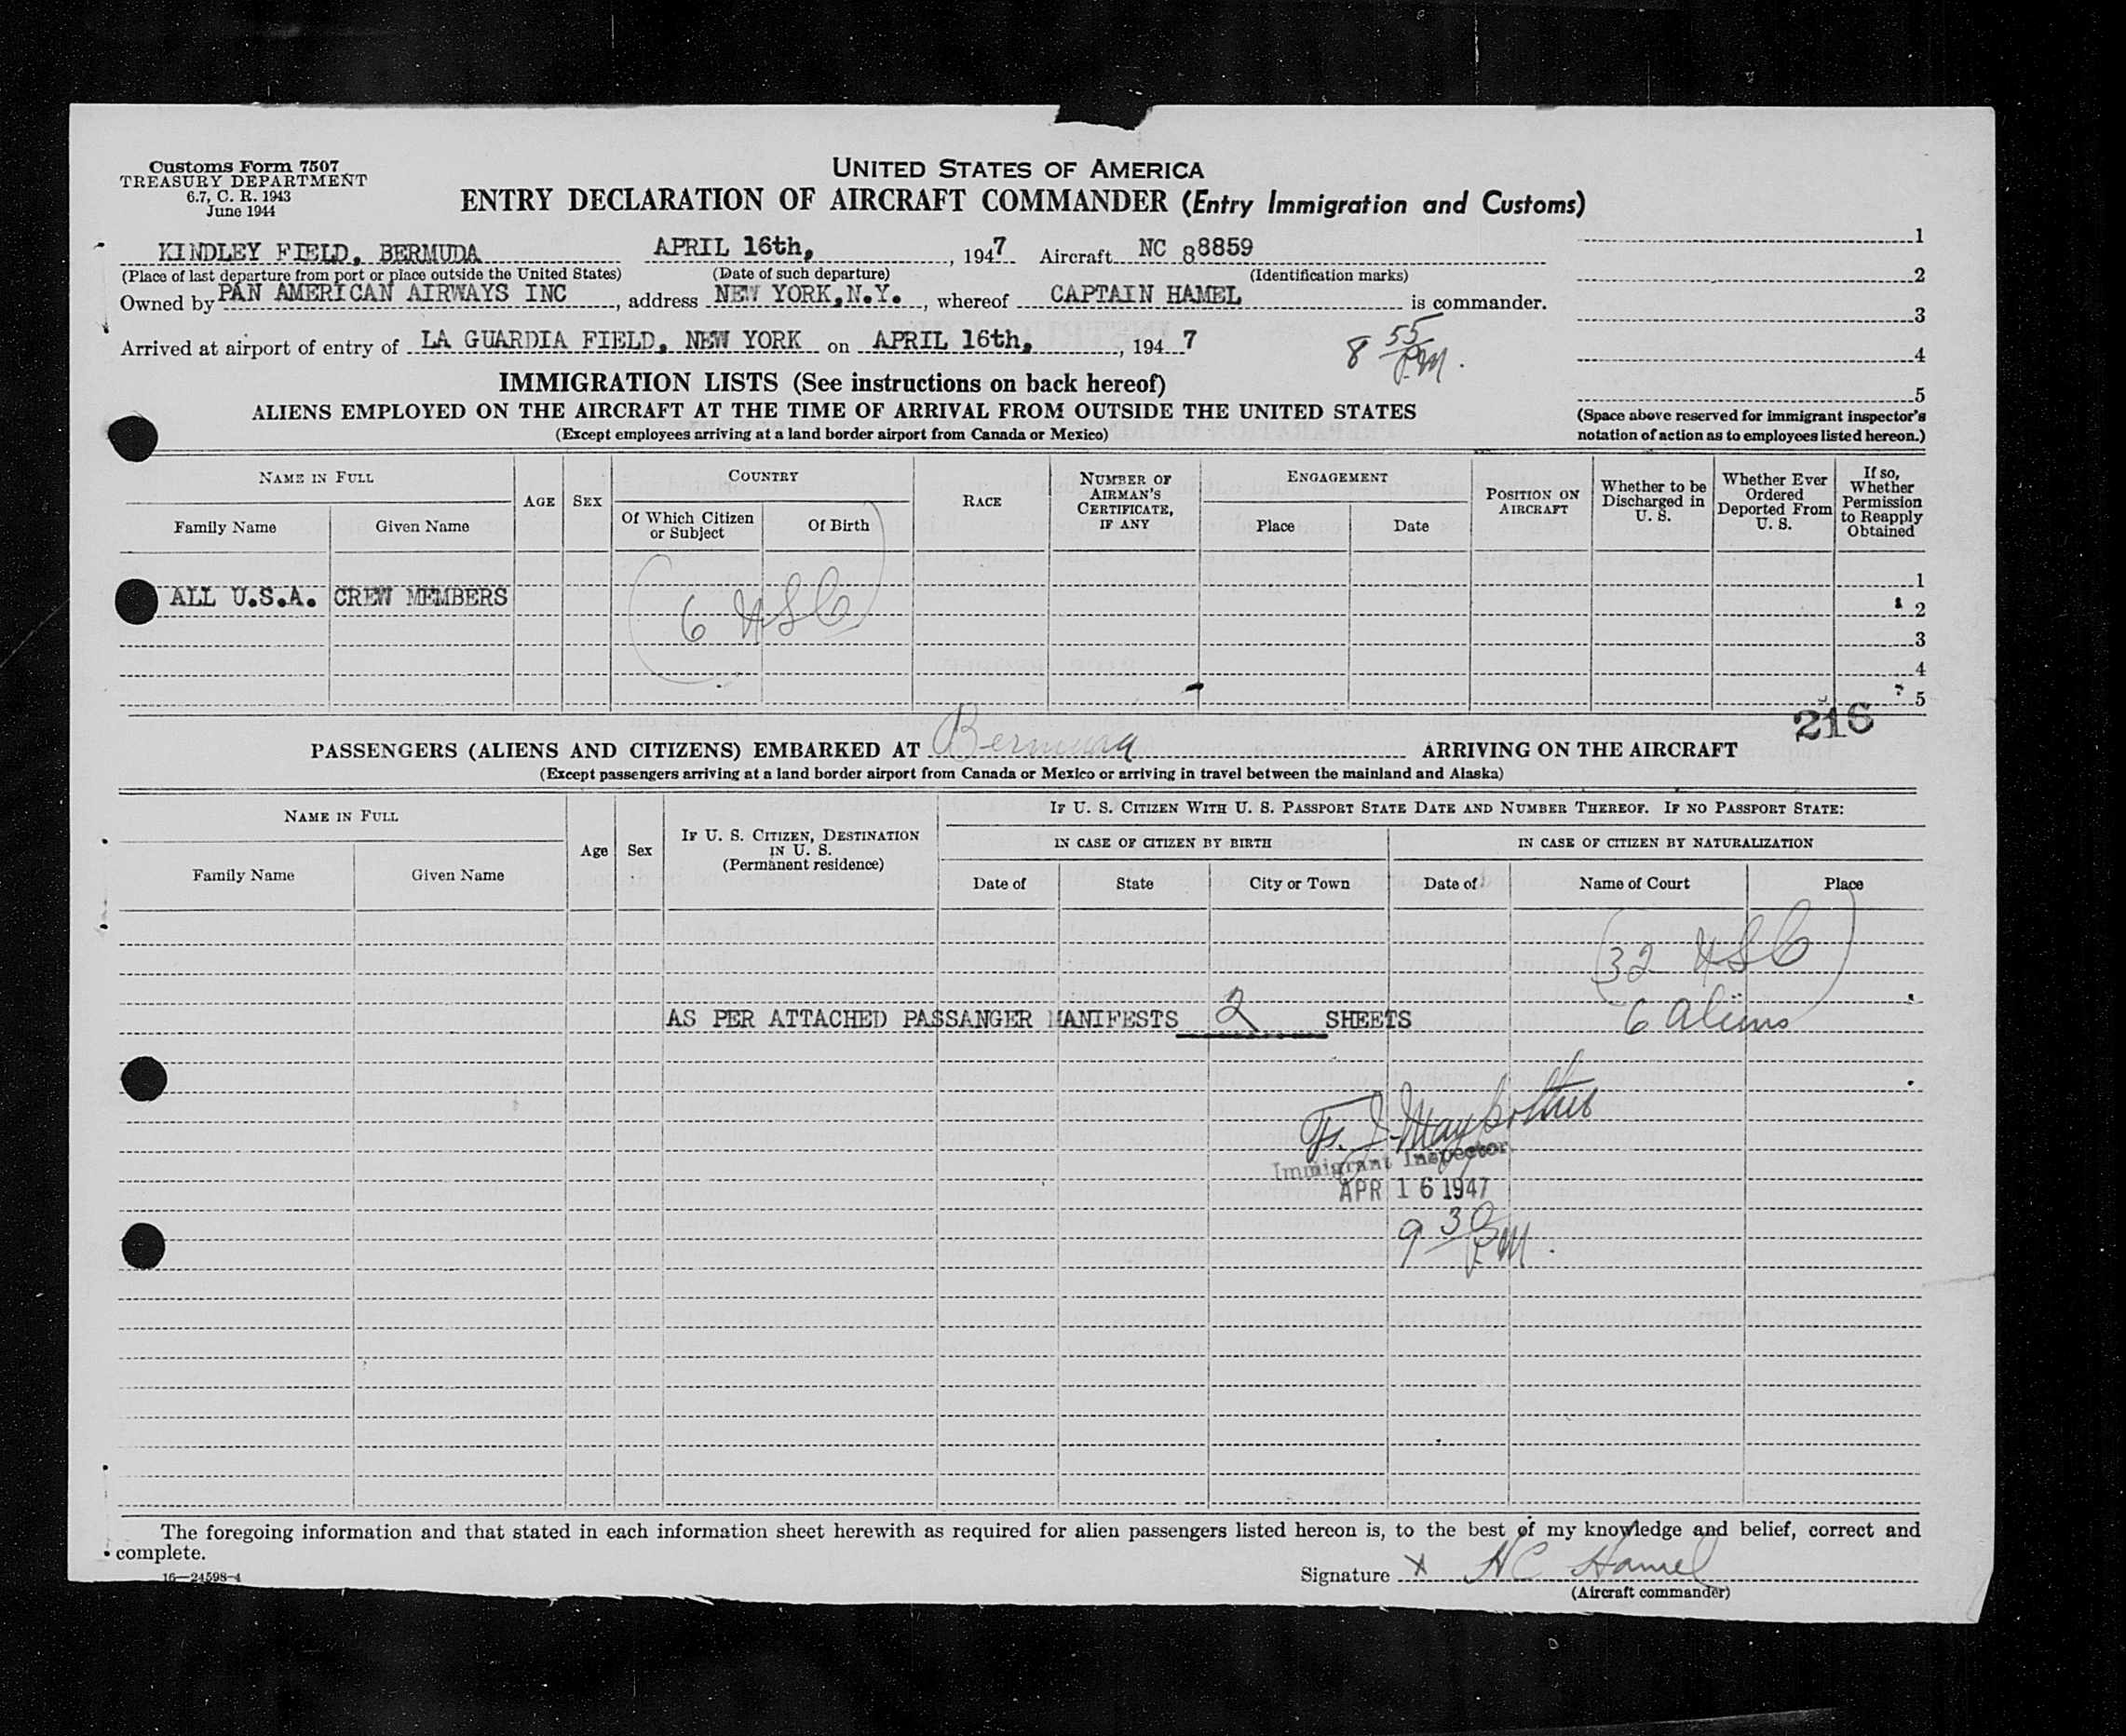 Customs Form 7507
TREASURY DEPARTMENT
6.7, C. R. 1943
June 1944
UNITED STATES OF AMERICA
ENTRY DECLARATION OF AIRCRAFT COMMANDER (Entry Immigration and Customs)
KINDLEY FIELD, BERMUDA APRIL 16th, , 1947 Aircraft NC 88859
(Place of last departure from port or place outside the United States) (Date of such departure) (Identification marks)
Owned by PAN AMERICAN AIRWAYS INC , address NEW YORK,N.Y. , whereof CAPTAIN HAMEL is commander.
Arrived at airport of entry of LA GUARDIA FIELD, NEW YORK on APRIL 16th, , 1947
8 55 PM.
1
2
3
4
5
(Space above reserved for immigrant inspector's notation of action as to employees listed hereon.)
IMMIGRATION LISTS (See instructions on back hereof)
ALIENS EMPLOYED ON THE AIRCRAFT AT THE TIME OF ARRIVAL FROM OUTSIDE THE UNITED STATES
(Except employees arriving at a land border airport from Canada or Mexico)
NAME IN FULL
Family Name Given Name
AGE SEX
COUNTRY
Of Which Citizen or Subject Of Birth
RACE
NUMBER OF AIRMAN'S CERTIFICATE, IF ANY
ENGAGEMENT
Place Date
POSITION ON AIRCRAFT
Whether to be Discharged in U. S.
Whether Ever Ordered Deported From U. S.
If so, Whether Permission to Reapply Obtained
1
ALL U.S.A. CREW MEMBERS 6 USC 2
3
4
5
216
PASSENGERS (ALIENS AND CITIZENS) EMBARKED AT Bermuda ARRIVING ON THE AIRCRAFT
(Except passengers arriving at a land border airport from Canada or Mexico or arriving in travel between the mainland and Alaska)
NAME IN FULL
Family Name Given Name
Age Sex
IF U. S. CITIZEN, DESTINATION IN U. S.
(Permanent residence)
IF U. S. CITIZEN WITH U. S. PASSPORT STATE DATE AND NUMBER THEREOF. IF NO PASSPORT STATE:
IN CASE OF CITIZEN BY BIRTH IN CASE OF CITIZEN BY NATURALIZATION
Date of State City or Town Date of Name of Court Place
32 USC
AS PER ATTACHED PASSANGER MANIFESTS 2 SHEETS 6 aliens
Immigrant Inspector
APR 16 1947
9 30 PM.
The foregoing information and that stated in each information sheet herewith as required for alien passengers listed hereon is, to the best of my knowledge and belief, correct and
complete.
16—24598-4
Signature x HC Hamel
(Aircraft commander)